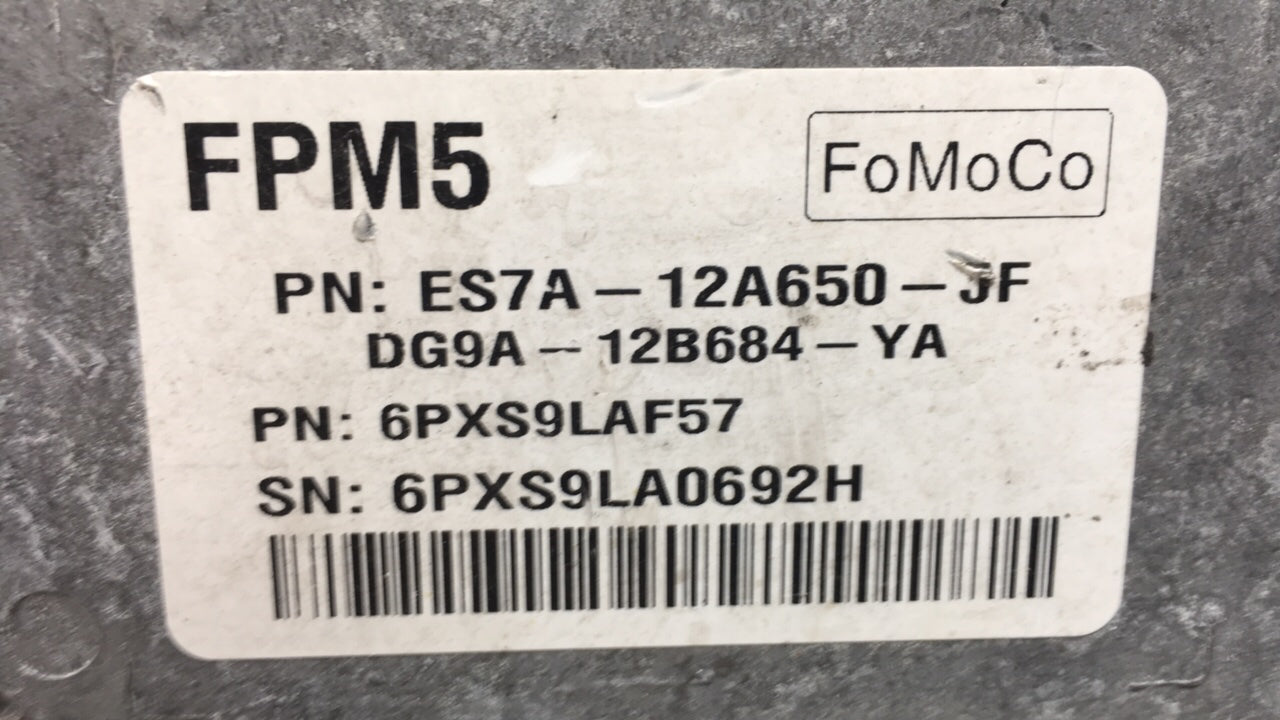 FPM5
FoMoCo
PN: ES7A – 12A650 – JF
DG9A – 12B684 – YA
PN: 6PXS9LAF57
SN: 6PXS9LA0692H